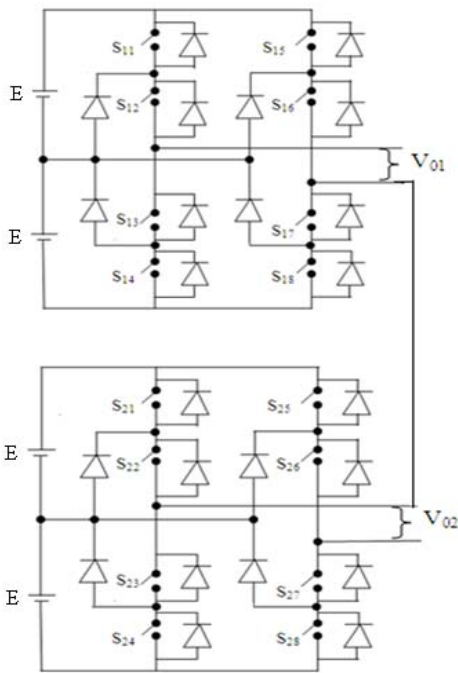 S₁₁ S₁₅
E
S₁₂ S₁₆
V₀₁
S₁₃ S₁₇
E
S₁₄ S₁₈
S₂₁ S₂₅
E
S₂₂ S₂₆
V₀₂
S₂₃ S₂₇
E
S₂₄ S₂₈